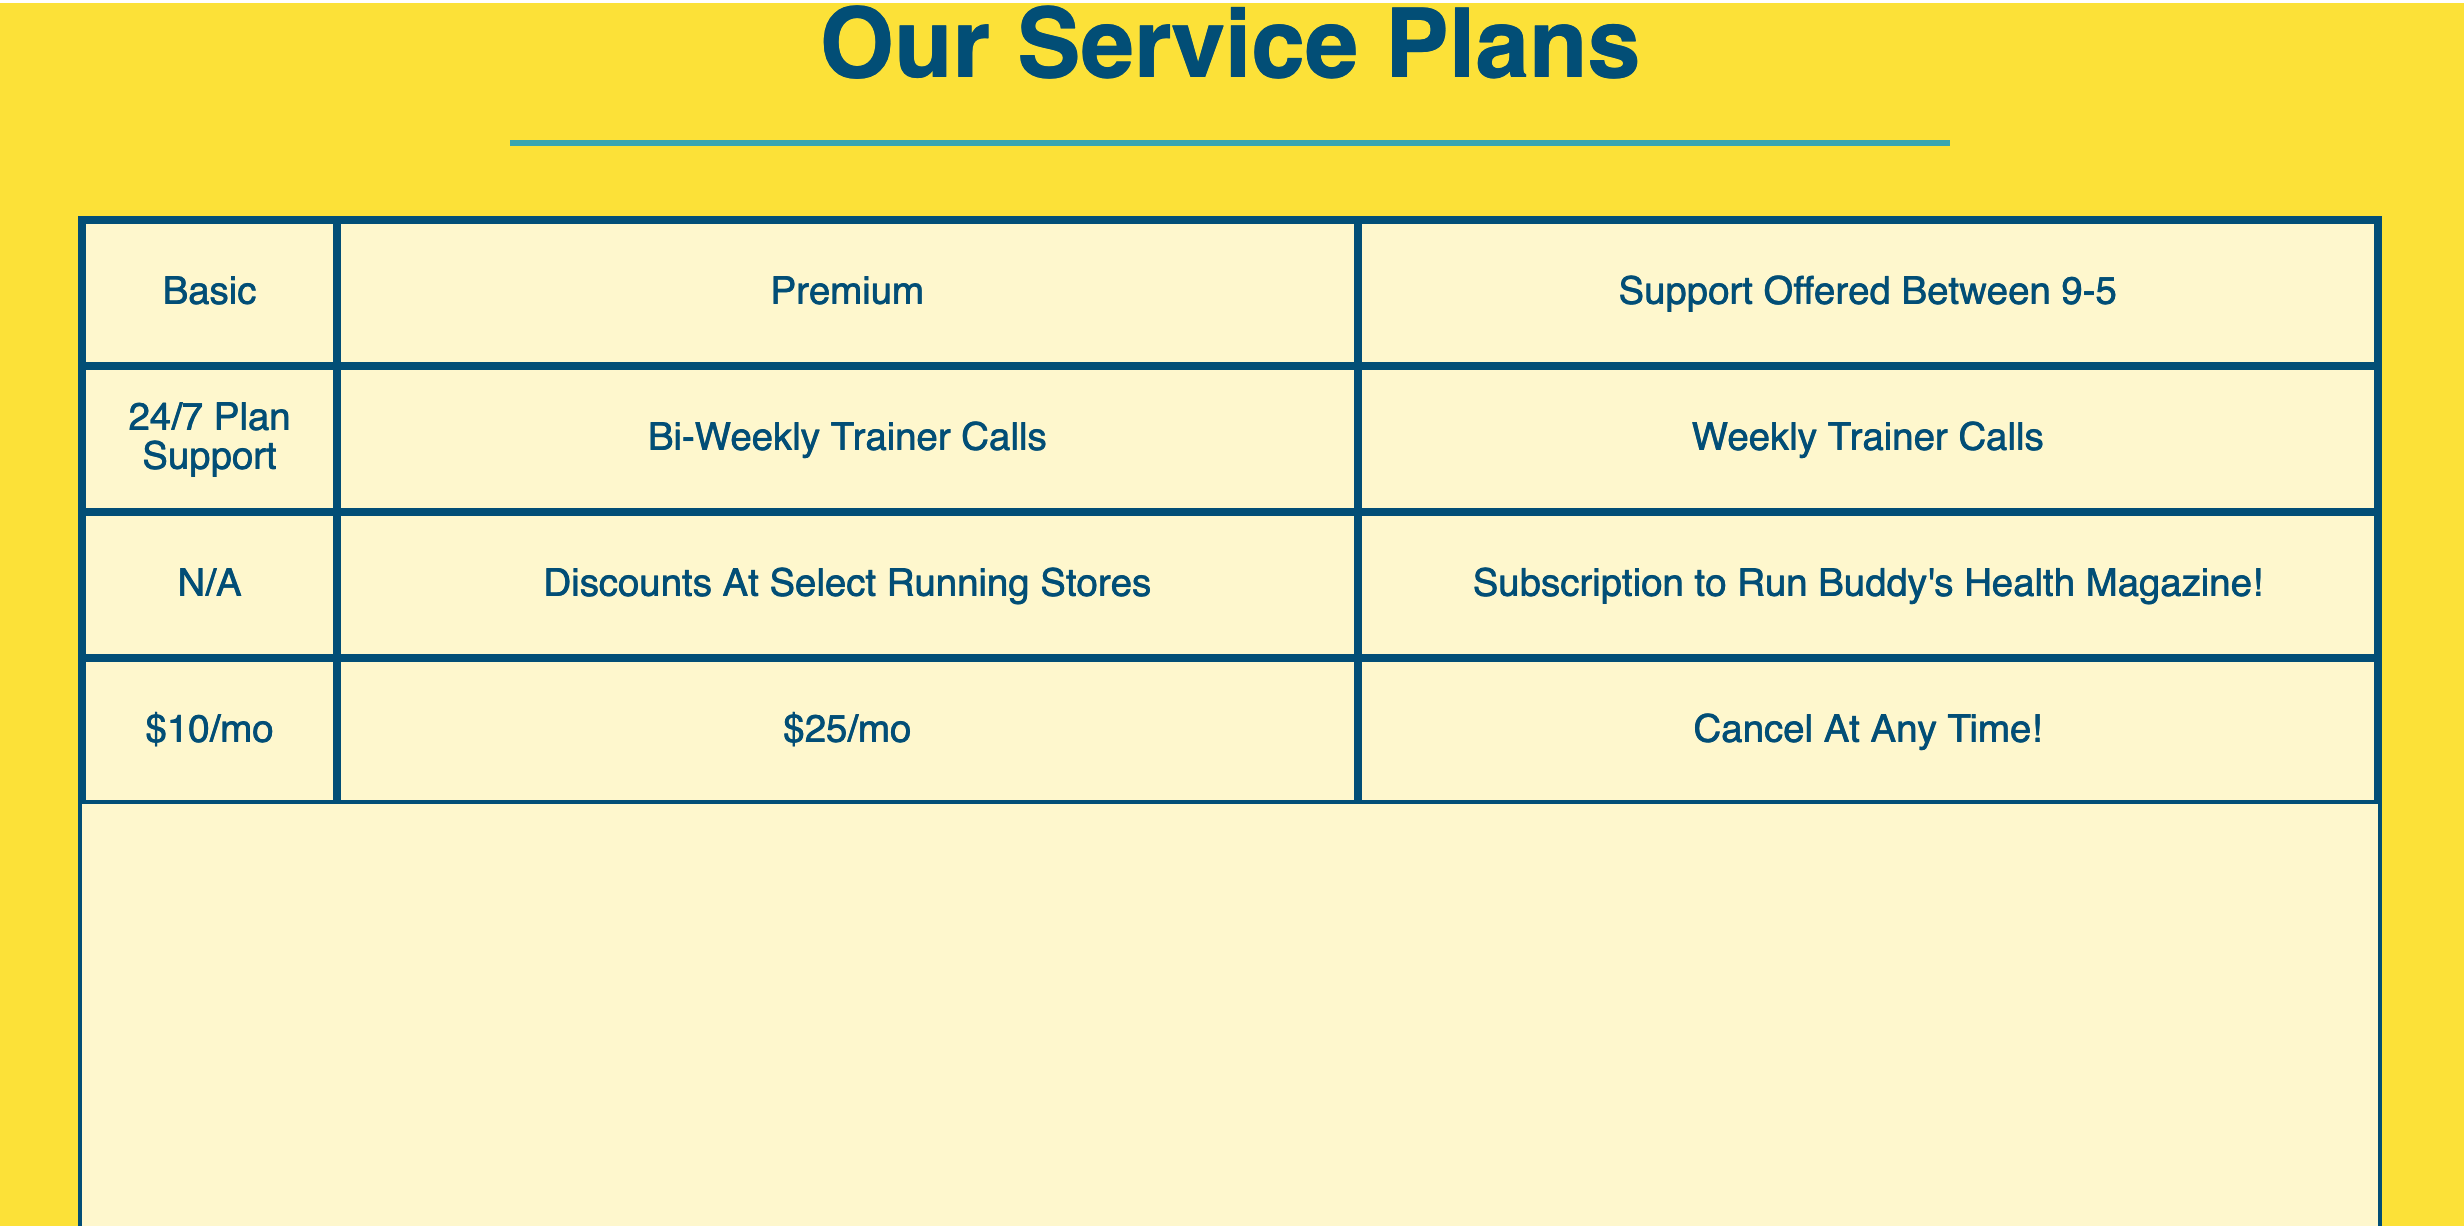 Our Service Plans
Basic
Premium
Support Offered Between 9-5
24/7 Plan
Support
Bi-Weekly Trainer Calls
Weekly Trainer Calls
N/A
Discounts At Select Running Stores
Subscription to Run Buddy's Health Magazine!
$10/mo
$25/mo
Cancel At Any Time!